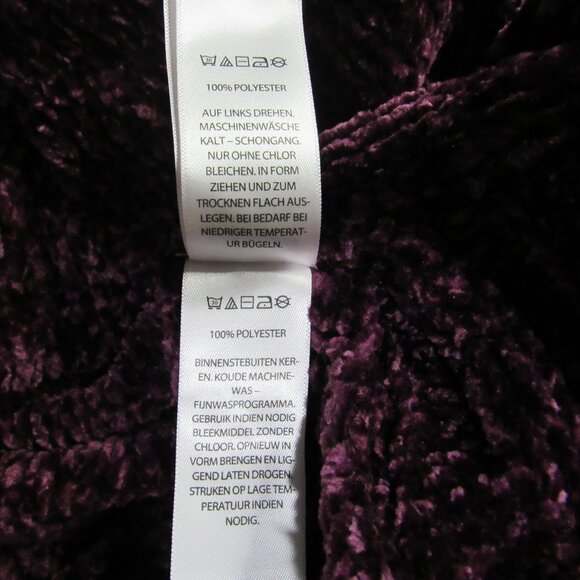 100% POLYESTER
AUF LINKS DREHEN.
MASCHINENWÄSCHE
KALT – SCHONGANG.
NUR OHNE CHLOR
BLEICHEN. IN FORM
ZIEHEN UND ZUM
TROCKNEN FLACH AUS-
LEGEN. BEI BEDARF BEI
NIEDRIGER TEMPERAT-
UR BÜGELN.
30
100% POLYESTER
BINNENSTEBUITEN KER-
EN. KOUDE MACHINE-
WAS –
FIJNWASPROGRAMMA.
GEBRUIK INDIEN NODIG
BLEEKMIDDEL ZONDER
CHLOOR. OPNIEUW IN
VORM BRENGEN EN LIG-
GEND LATEN DROGEN.
STRIJKEN OP LAGE TEM-
PERATUUR INDIEN
NODIG.